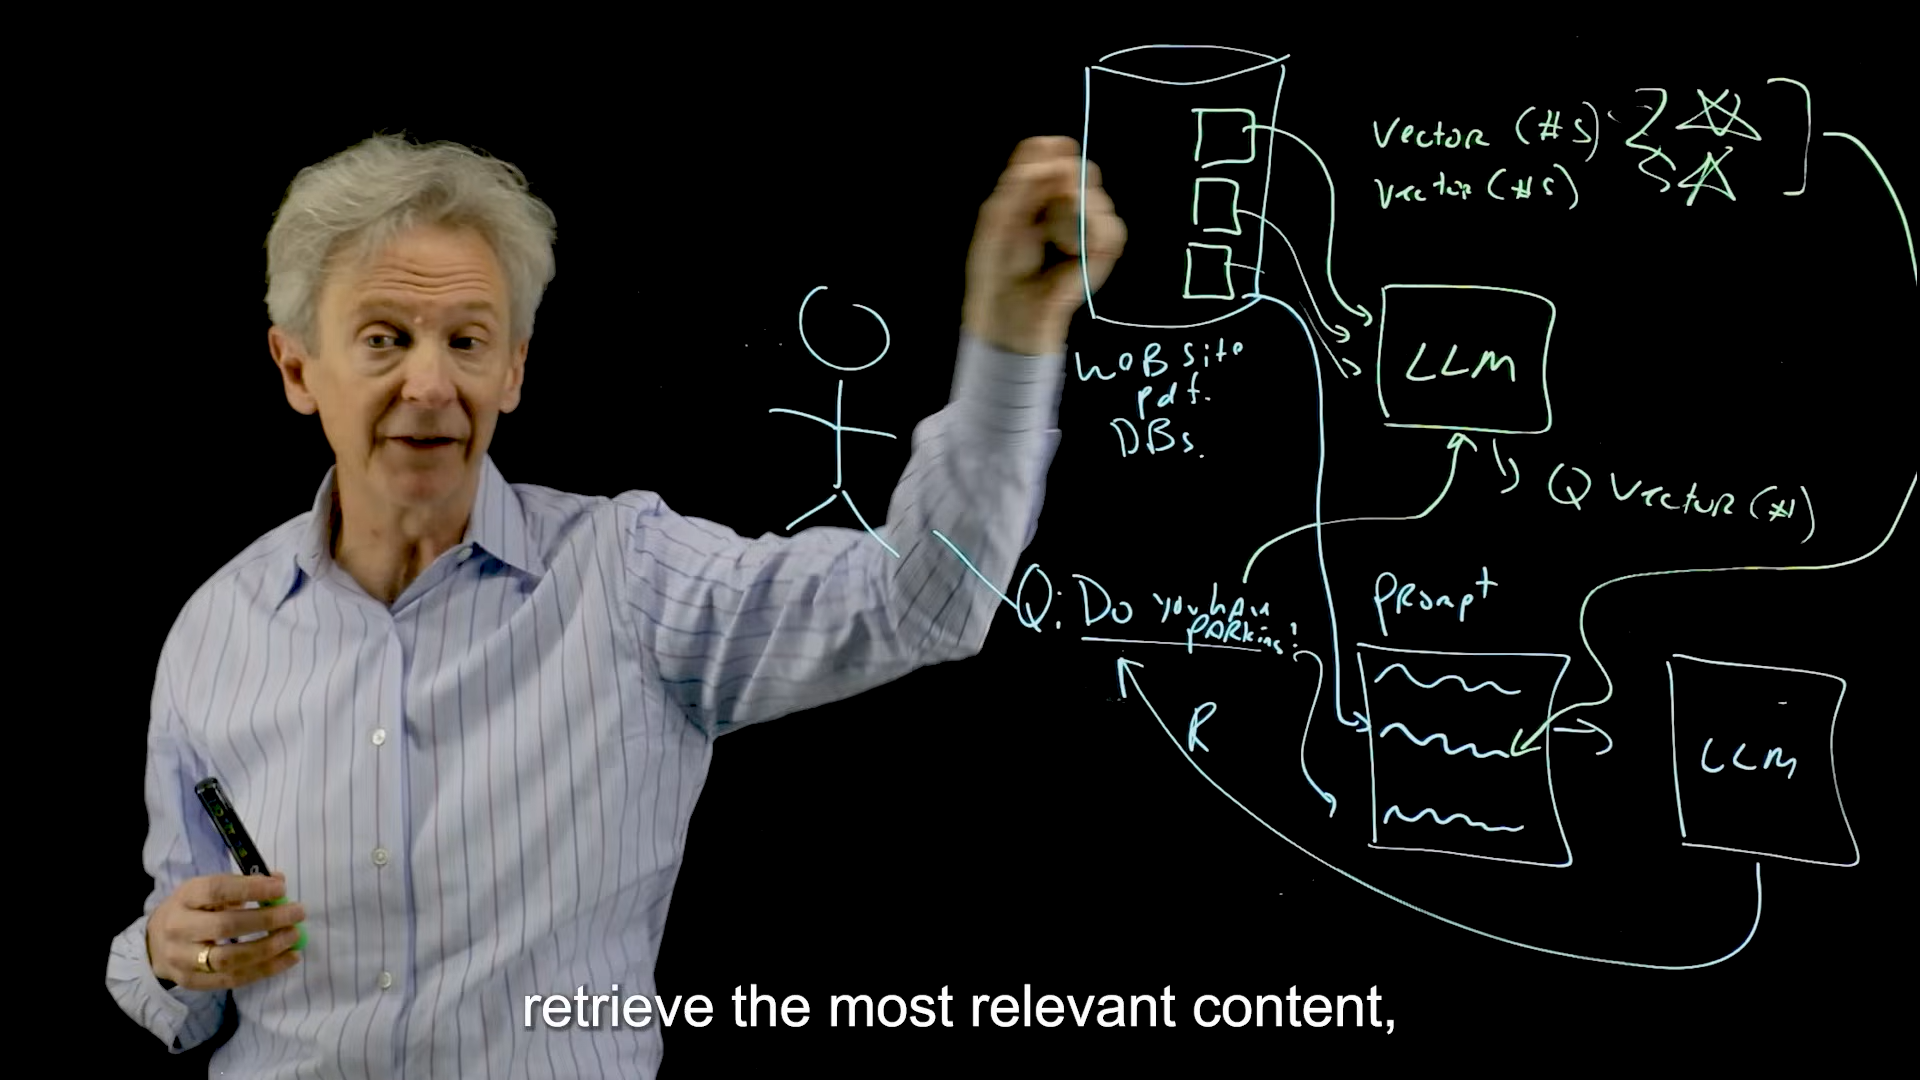 Vector (#s)
Vector (#s)
LLM
Web site
pdf.
DBs.
Q Vector (#)
Prompt
Q: Do you have
parking?
R
LLM
retrieve the most relevant content,